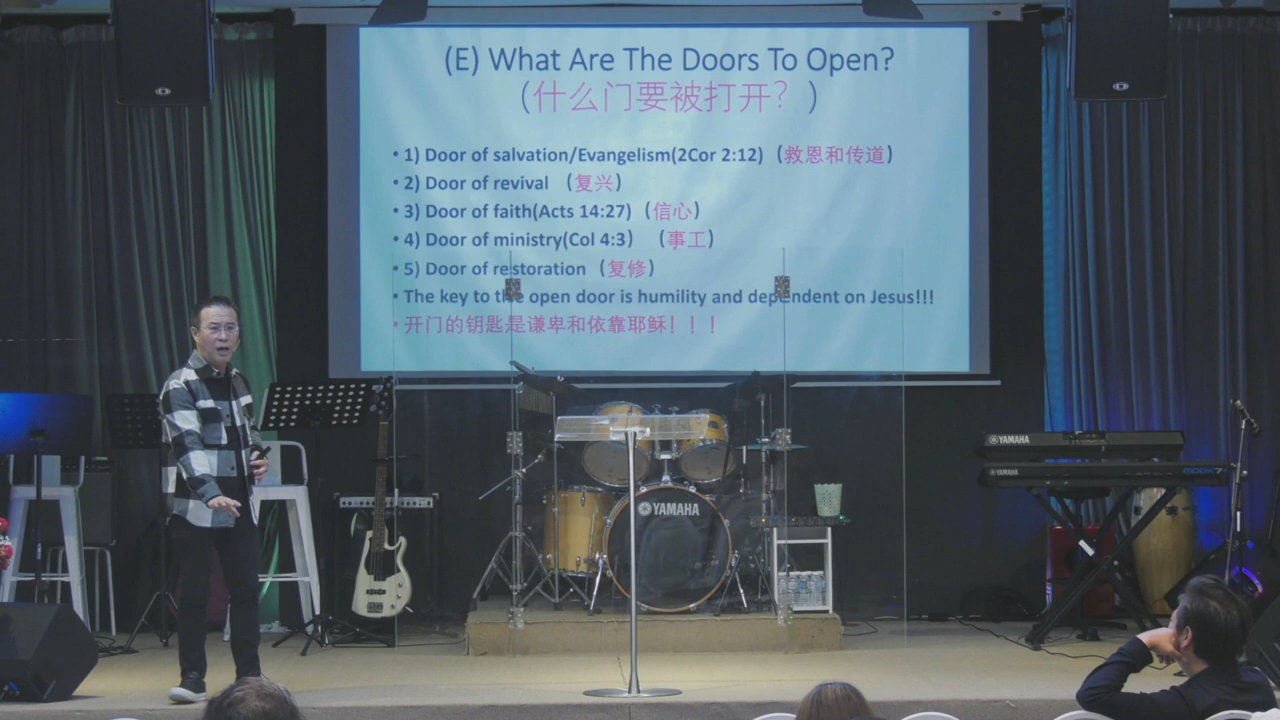 (E) What Are The Doors To Open?
（什么门要被打开？）
• 1) Door of salvation/Evangelism(2Cor 2:12)（救恩和传道）
• 2) Door of revival （复兴）
• 3) Door of faith(Acts 14:27)（信心）
• 4) Door of ministry(Col 4:3) （事工）
• 5) Door of restoration （复修）
• The key to the open door is humility and dependent on Jesus!!!
• 开门的钥匙是谦卑和依靠耶稣！！！
YAMAHA
YAMAHA
YAMAHA